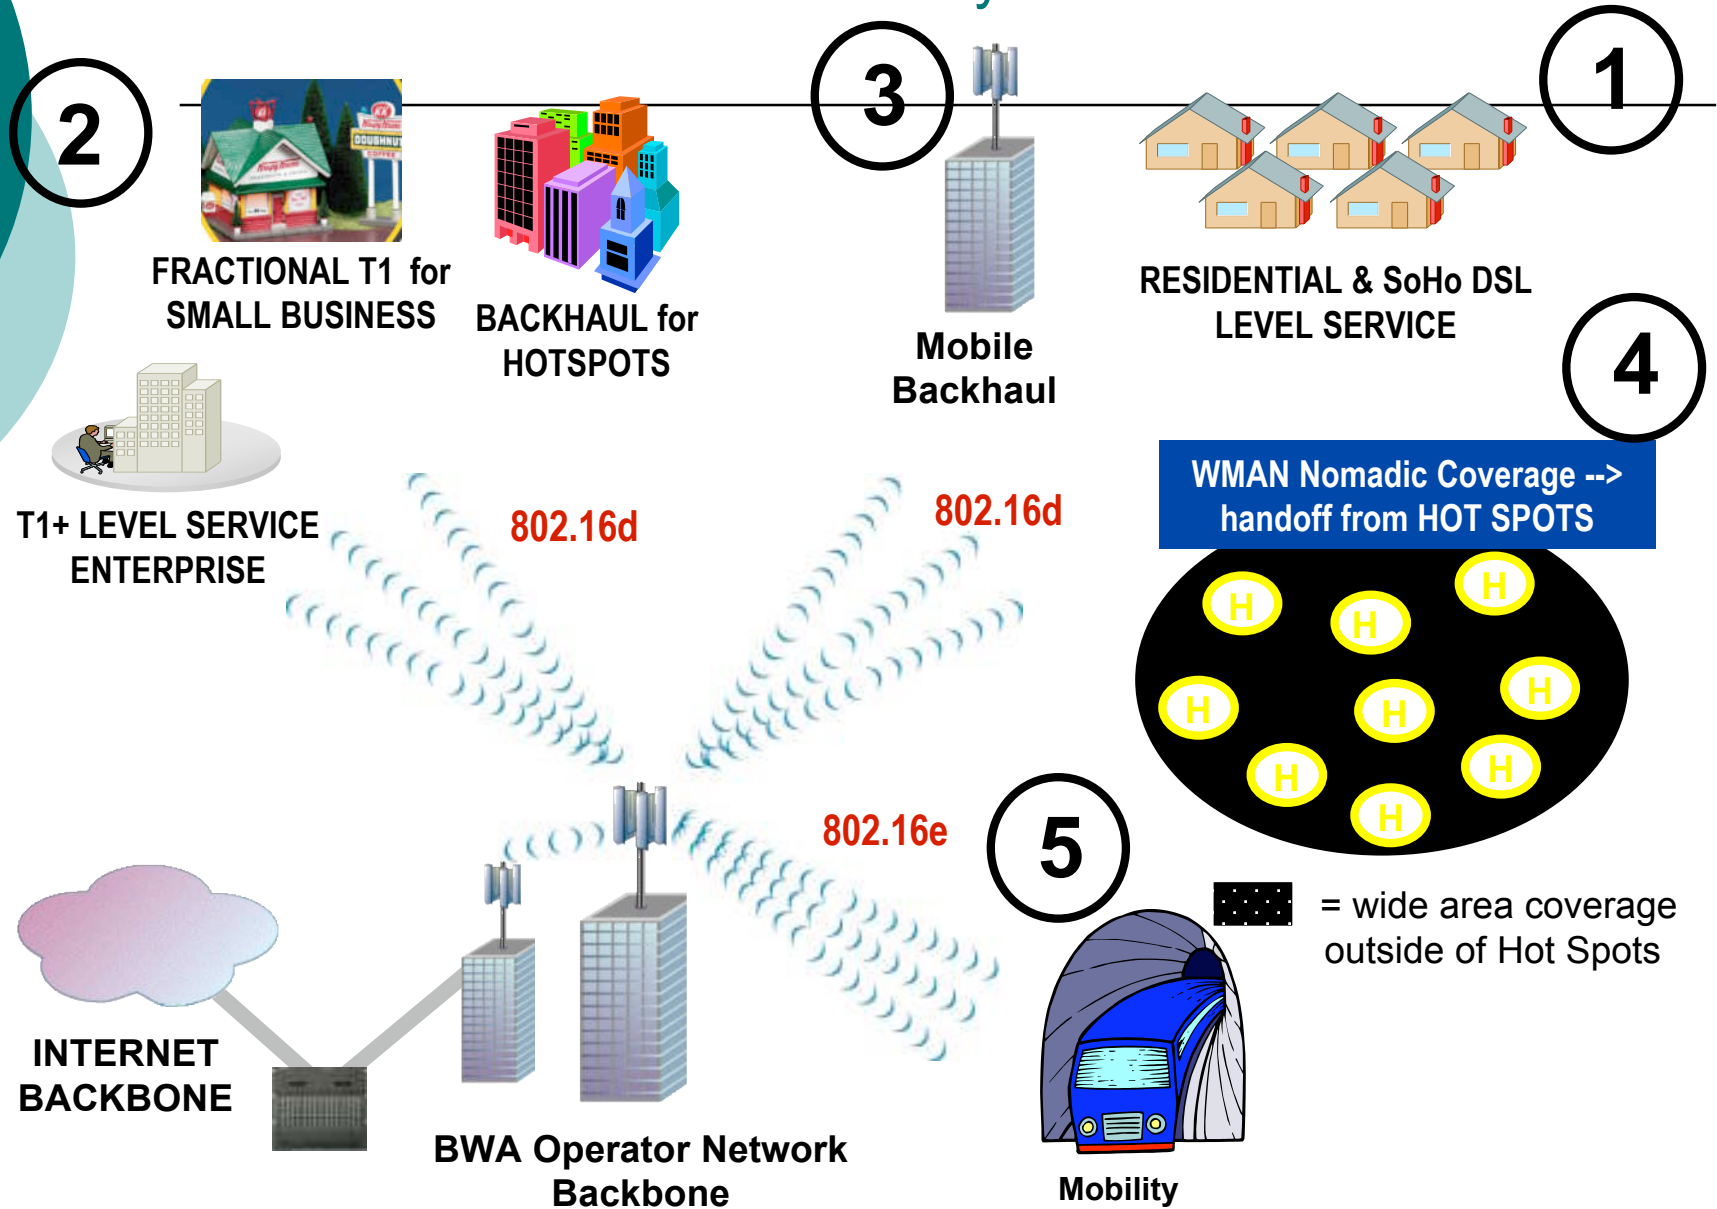 2
3
1
DOUGHNUT
COFFEE
FRACTIONAL T1 for
SMALL BUSINESS
BACKHAUL for
HOTSPOTS
Mobile
Backhaul
RESIDENTIAL & SoHo DSL
LEVEL SERVICE
4
T1+ LEVEL SERVICE
ENTERPRISE
802.16d
802.16d
WMAN Nomadic Coverage -->
handoff from HOT SPOTS
H
H
H
H
H
H
H
H
H
802.16e
5
= wide area coverage
outside of Hot Spots
INTERNET
BACKBONE
BWA Operator Network
Backbone
Mobility